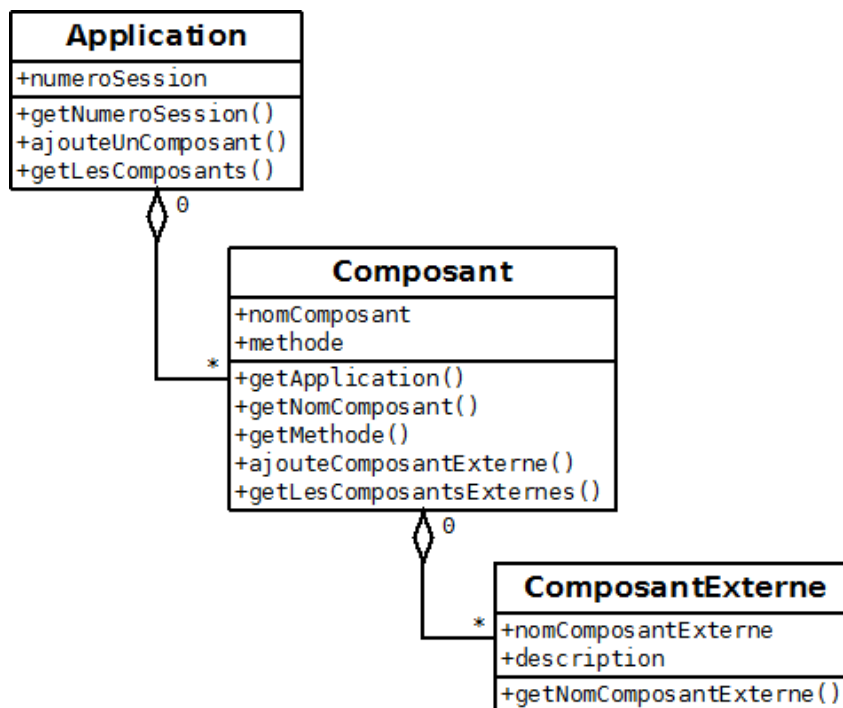 Application
+numeroSession
+getNumeroSession()
+ajouteUnComposant()
+getLesComposants()
0
Composant
+nomComposant
+methode
*
+getApplication()
+getNomComposant()
+getMethode()
+ajouteComposantExterne()
+getLesComposantsExternes()
0
ComposantExterne
*
+nomComposantExterne
+description
+getNomComposantExterne()